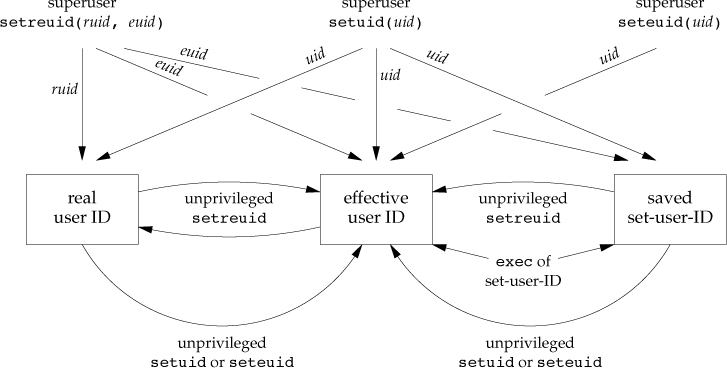 superuser
setreuid(ruid, euid)
superuser
setuid(uid)
superuser
seteuid(uid)
ruid
euid
euid
uid
uid
uid
uid
real
user ID
unprivileged
setreuid
effective
user ID
unprivileged
setreuid
saved
set-user-ID
exec of
set-user-ID
unprivileged
setuid or seteuid
unprivileged
setuid or seteuid